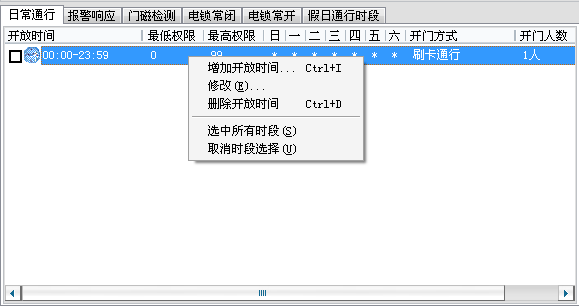 日常通行 报警响应 门磁检测 电锁常闭 电锁常开 假日通行时段
开放时间 最低权限 最高权限 日 一 二 三 四 五 六 开门方式 开门人数
00:00-23:59 0 99 * * * * * * * 刷卡通行 1人
增加开放时间... Ctrl+I
修改(E)...
删除开放时间 Ctrl+D
选中所有时段(S)
取消时段选择(U)